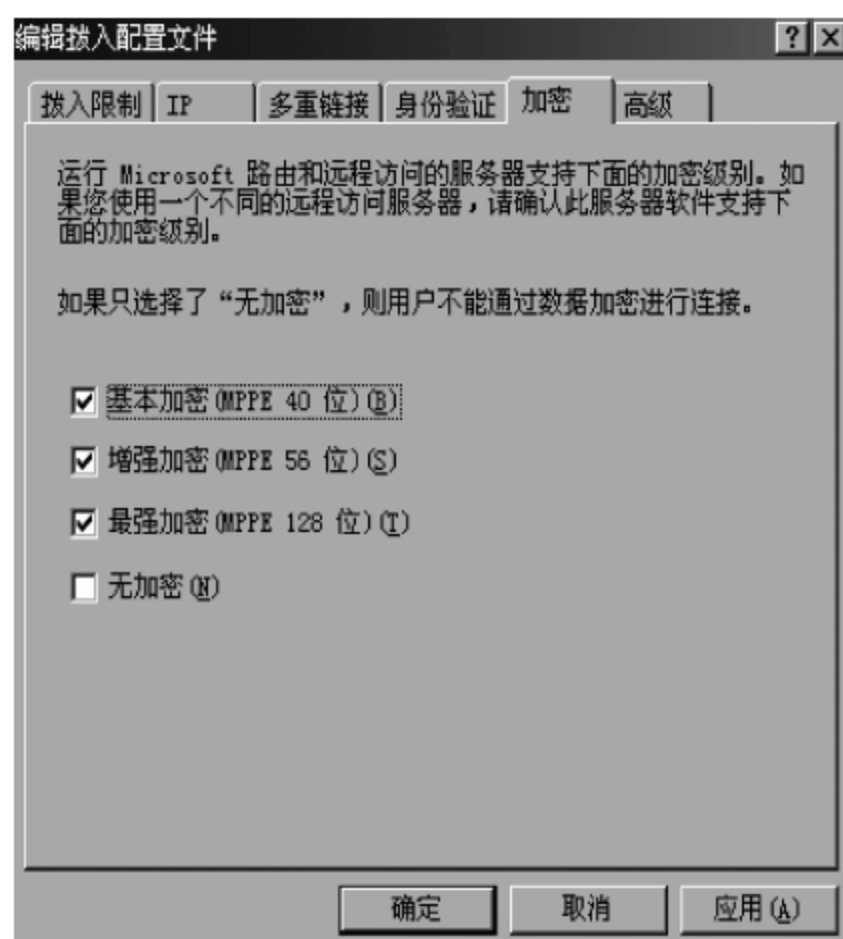 编辑拨入配置文件
拨入限制 IP 多重链接 身份验证 加密 高级
运行 Microsoft 路由和远程访问的服务器支持下面的加密级别。如
果您使用一个不同的远程访问服务器，请确认此服务器软件支持下
面的加密级别。
如果只选择了“无加密”，则用户不能通过数据加密进行连接。
基本加密(MPPE 40 位)(B)
增强加密(MPPE 56 位)(S)
最强加密(MPPE 128 位)(T)
无加密(N)
确定 取消 应用(A)